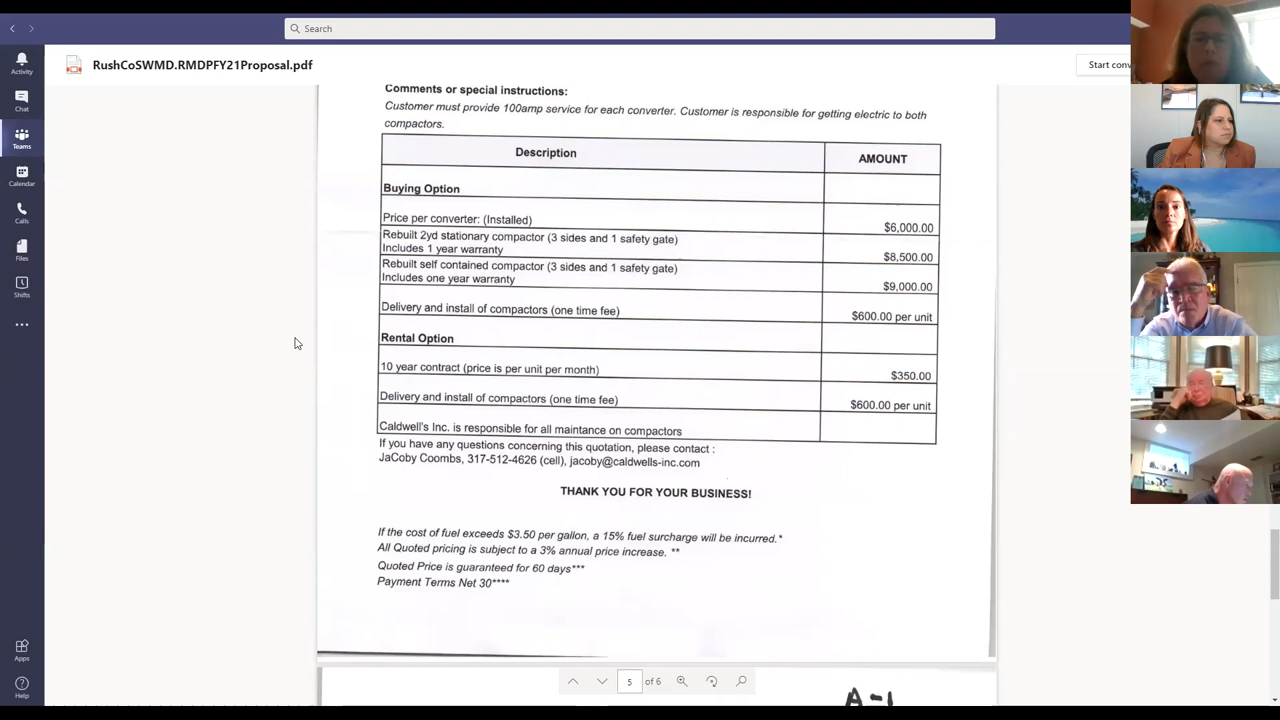 Search
RushCoSWMD.RMDPFY21Proposal.pdf
Start conv
Activity
Chat
Teams
Calendar
Calls
Files
Shifts
Apps
Help
Comments or special instructions:
Customer must provide 100amp service for each converter. Customer is responsible for getting electric to both
compactors.
Description AMOUNT
Buying Option
Price per converter: (Installed) $6,000.00
Rebuilt 2yd stationary compactor (3 sides and 1 safety gate)
Includes 1 year warranty $8,500.00
Rebuilt self contained compactor (3 sides and 1 safety gate)
Includes one year warranty $9,000.00
Delivery and install of compactors (one time fee) $600.00 per unit
Rental Option
10 year contract (price is per unit per month) $350.00
Delivery and install of compactors (one time fee) $600.00 per unit
Caldwell's Inc. is responsible for all maintance on compactors
If you have any questions concerning this quotation, please contact :
JaCoby Coombs, 317-512-4626 (cell), jacoby@caldwells-inc.com
THANK YOU FOR YOUR BUSINESS!
If the cost of fuel exceeds $3.50 per gallon, a 15% fuel surcharge will be incurred.*
All Quoted pricing is subject to a 3% annual price increase. **
Quoted Price is guaranteed for 60 days***
Payment Terms Net 30****
5 of 6
A-1